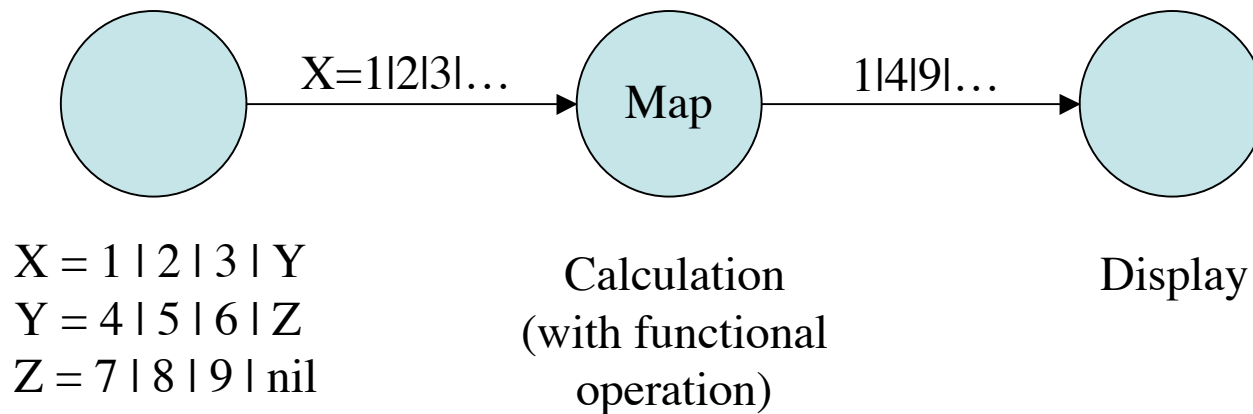 X=1|2|3|…
Map
1|4|9|…
X = 1 | 2 | 3 | Y
Y = 4 | 5 | 6 | Z
Z = 7 | 8 | 9 | nil
Calculation
(with functional
operation)
Display